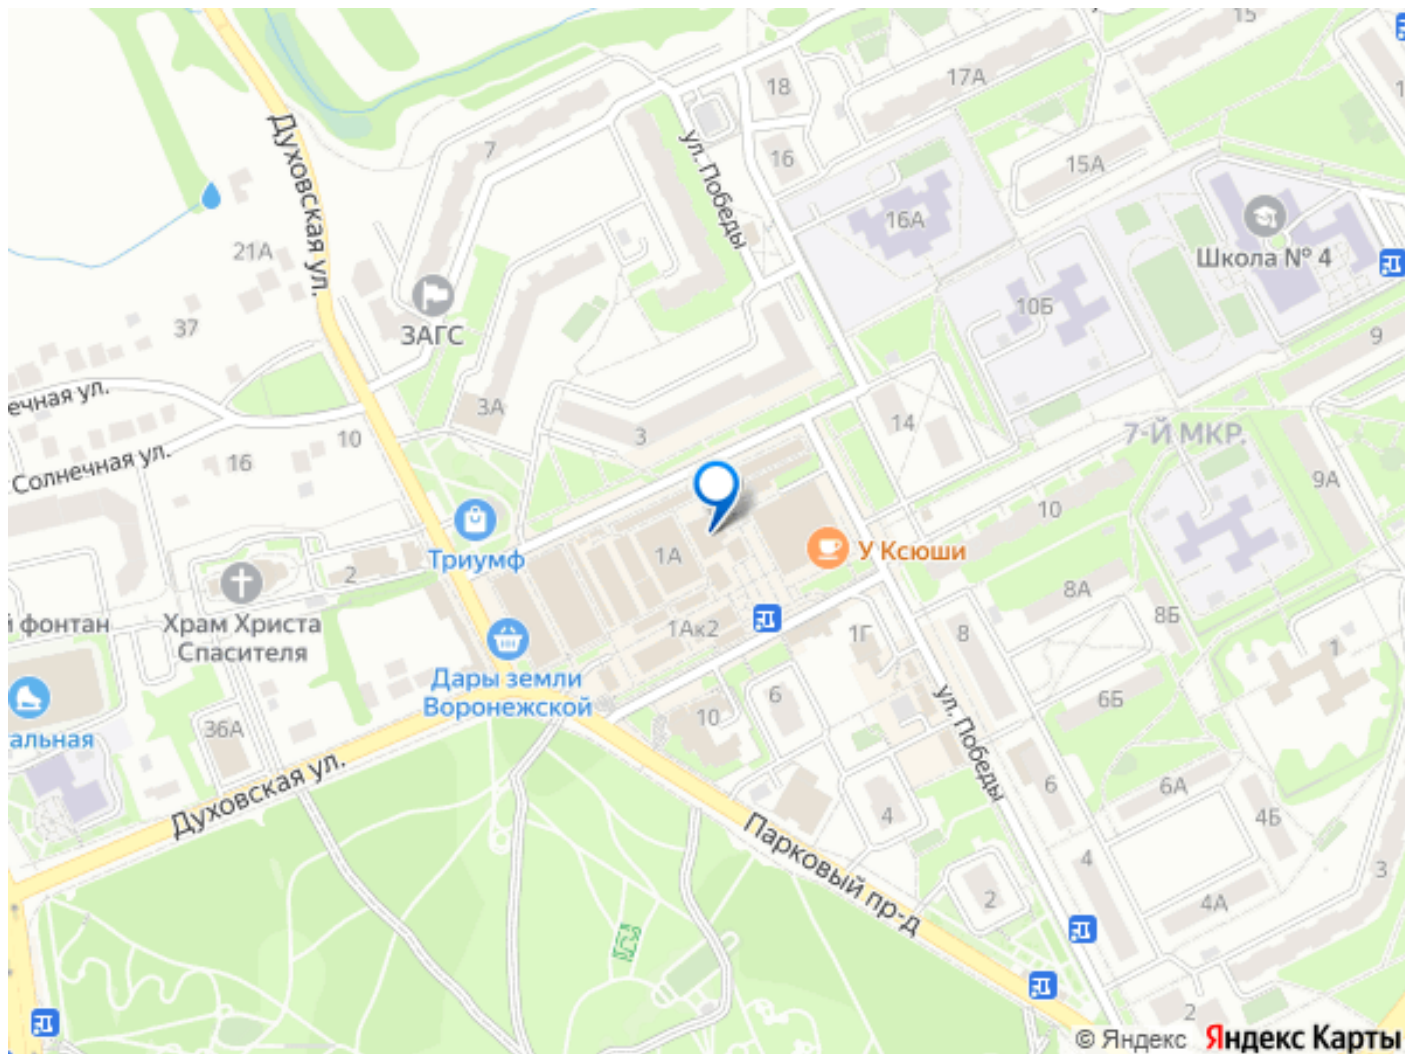 15
17А
18
7
16
15А
Духовская ул.
ул. Победы
16А
Школа № 4
21А
10Б
37
ЗАГС
9
ечная ул.
3А
3
14
7-Й МКР.
10
16
Солнечная ул.
9А
10
1А
У Ксюши
Триумф
2
8А
8Б
й фонтан
Храм Христа
Спасителя
1Ак2
1Г
8
1
Дары земли
Воронежской
10
6
6Б
ул. Победы
альная
36А
6
6А
4Б
Духовская ул.
4
Парковый пр-д
4
3
2
4А
2
© Яндекс
Яндекс Карты